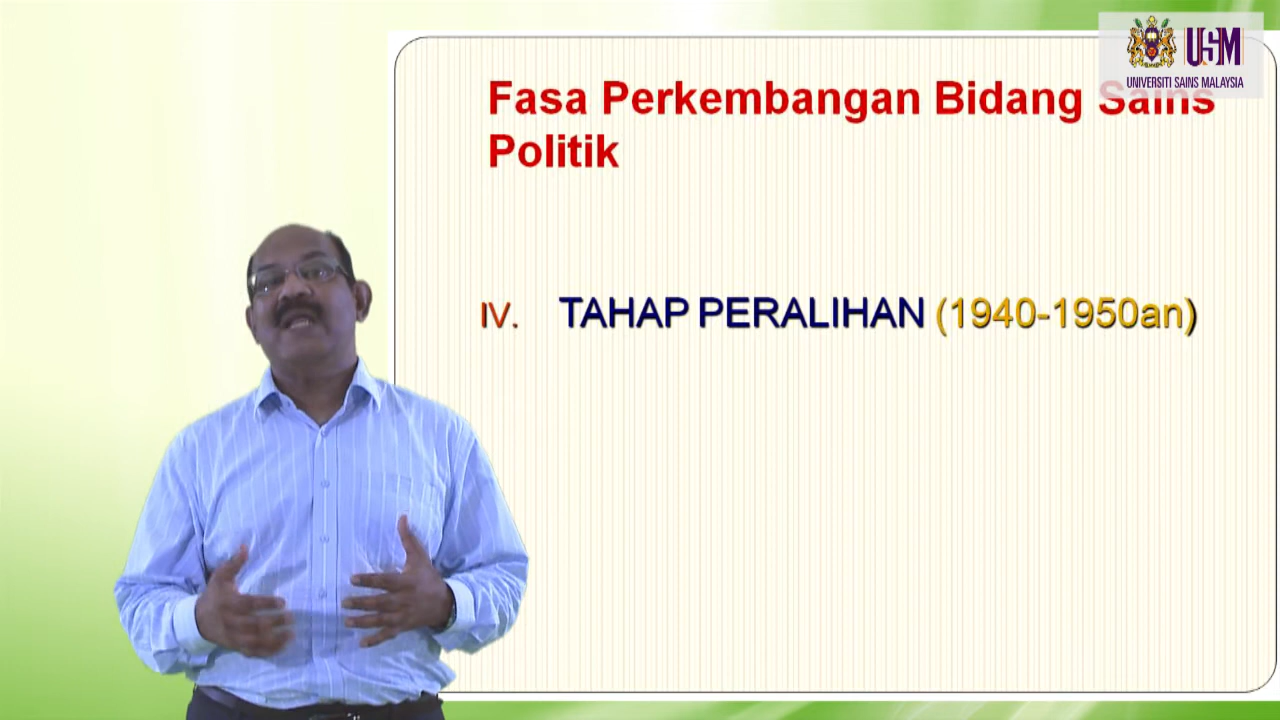 USM
UNIVERSITI SAINS MALAYSIA
Fasa Perkembangan Bidang Sains
Politik
IV. TAHAP PERALIHAN (1940-1950an)